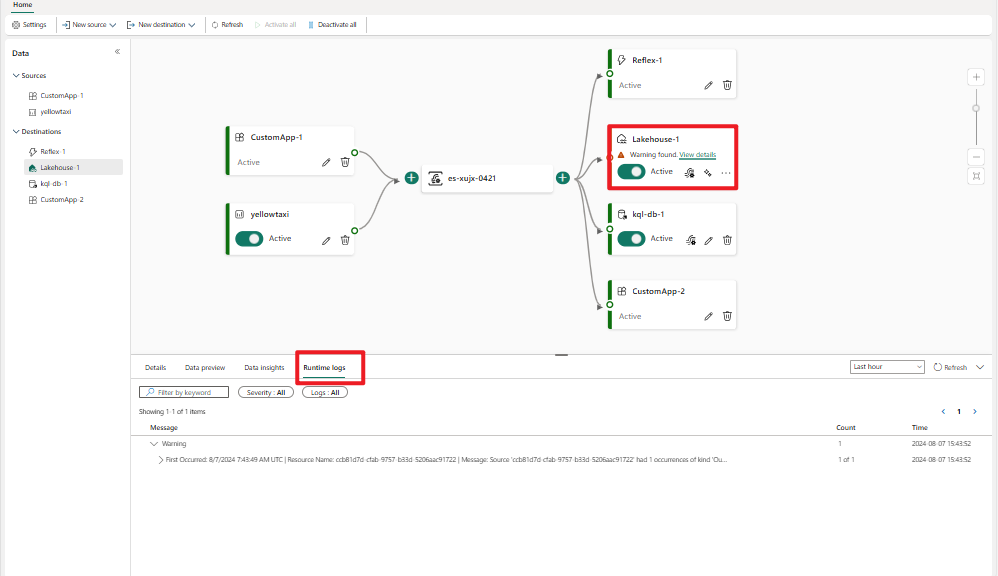 Home
Settings New source New destination Refresh Activate all Deactivate all
Data
Sources
CustomApp-1
yellowtaxi
Destinations
Reflex-1
Lakehouse-1
kql-db-1
CustomApp-2
CustomApp-1
Active
yellowtaxi
Active
es-xujx-0421
Reflex-1
Active
Lakehouse-1
Warning found. View details
Active
kql-db-1
Active
CustomApp-2
Active
Details Data preview Data insights Runtime logs Last hour Refresh
Filter by keyword Severity : All Logs : All
Showing 1-1 of 1 items 1
Message Count Time
Warning 1 2024-08-07 15:43:52
First Occurred: 8/7/2024 7:43:49 AM UTC | Resource Name: ccb81d7d-cfab-9757-b33d-5206aac91722 | Message: Source 'ccb81d7d-cfab-9757-b33d-5206aac91722' had 1 occurrences of kind 'Ou... 1 of 1 2024-08-07 15:43:52